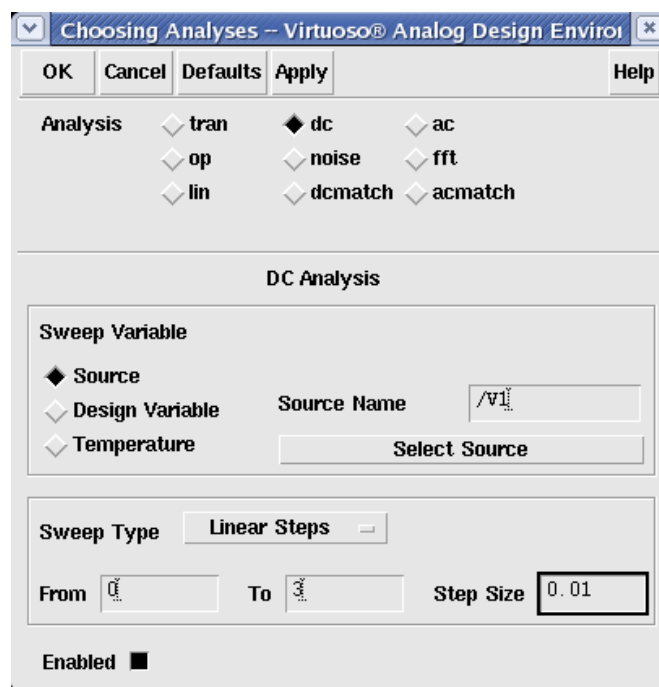 Choosing Analyses -- Virtuoso® Analog Design Enviro
OK Cancel Defaults Apply Help
Analysis tran dc ac
op noise fft
lin dcmatch acmatch
DC Analysis
Sweep Variable
Source
Design Variable
Source Name /V1
Temperature
Select Source
Sweep Type Linear Steps
From 0 To 3 Step Size 0.01
Enabled